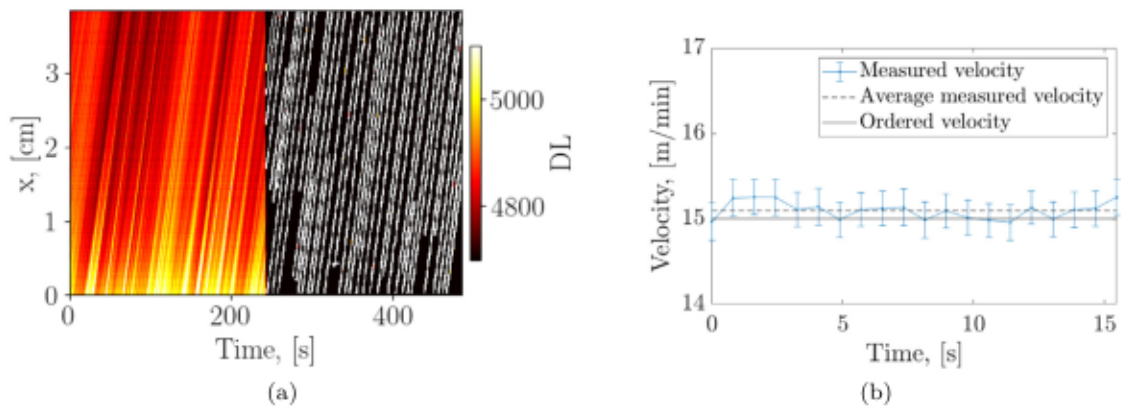 3
2
1
0
x, [cm]
0
200
400
Time, [s]
5000
4800
DL
(a)
17
16
15
14
Velocity, [m/min]
Measured velocity
Average measured velocity
Ordered velocity
0
5
10
15
Time, [s]
(b)